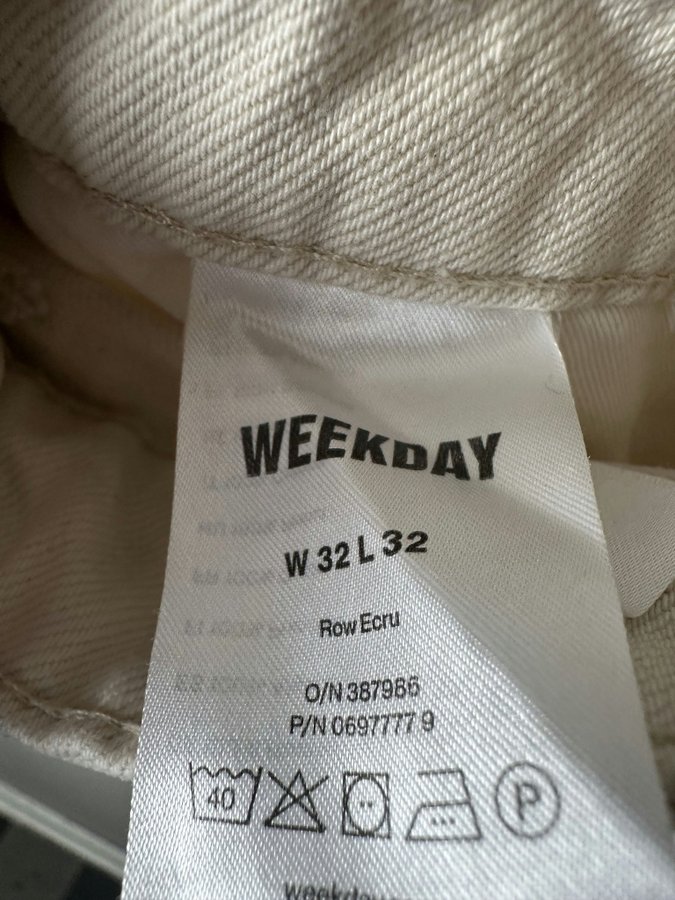 WEEKDAY
W 32 L 32
Row Ecru
O/N 387986
P/N 0697777 9
40 P